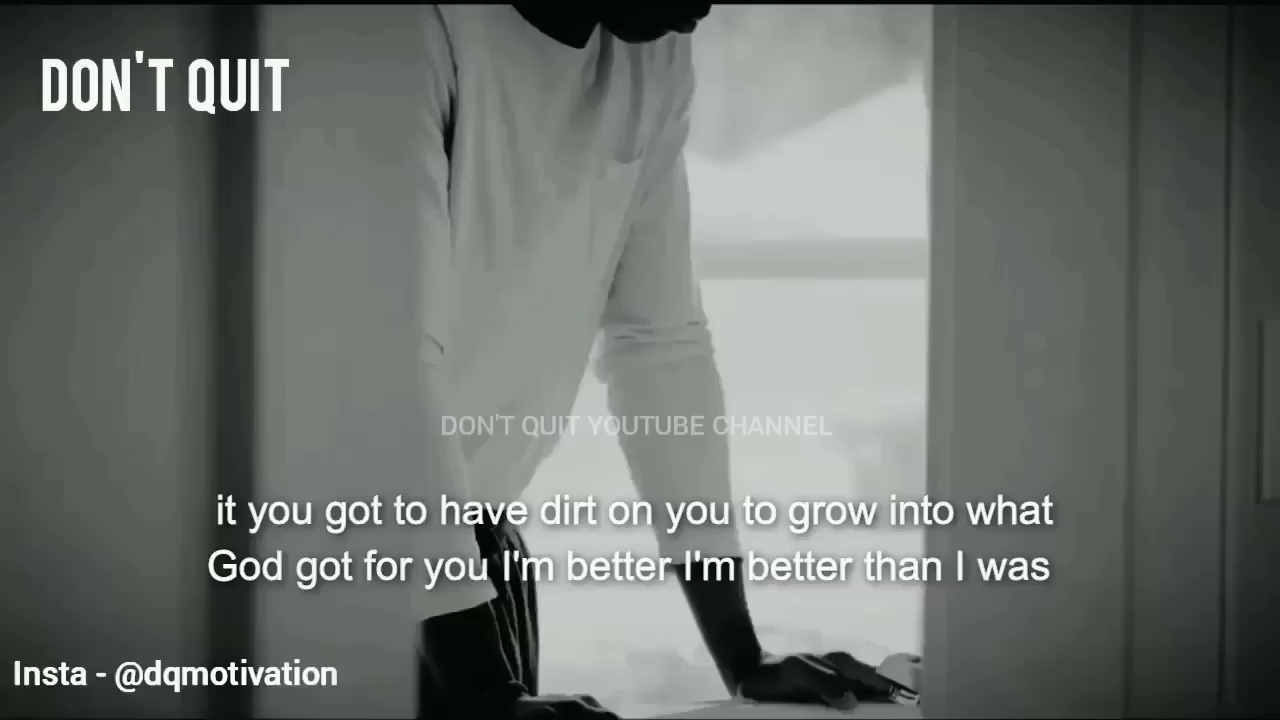 DON'T QUIT
DON'T QUIT YOUTUBE CHANNEL
it you got to have dirt on you to grow into what
God got for you I'm better I'm better than I was
Insta - @dqmotivation